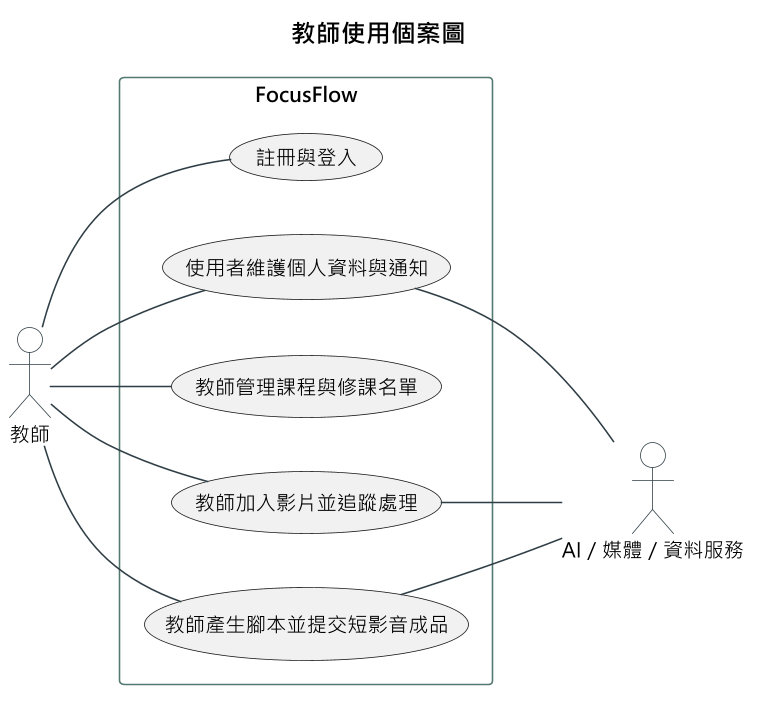 教師使用個案圖
FocusFlow
註冊與登入
使用者維護個人資料與通知
教師管理課程與修課名單
教師
教師加入影片並追蹤處理
AI / 媒體 / 資料服務
教師產生腳本並提交短影音成品